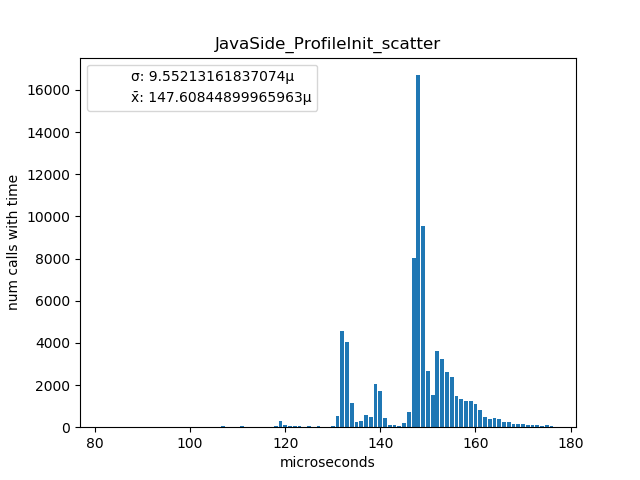 JavaSide_ProfileInit_scatter
σ: 9.55213161837074μ
x̄: 147.60844899965963μ
16000
14000
12000
10000
8000
6000
4000
2000
0
num calls with time
80 100 120 140 160 180
microseconds